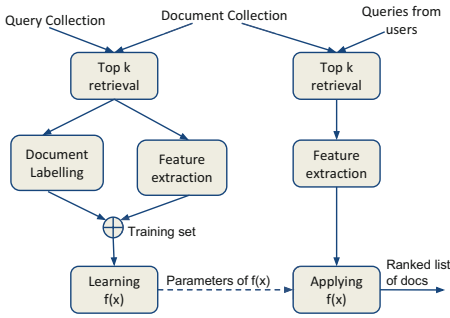 Query Collection
Document Collection
Queries from
users
Top k
retrieval
Top k
retrieval
Document
Labelling
Feature
extraction
Feature
extraction
Training set
Learning
f(x)
Parameters of f(x)
Applying
f(x)
Ranked list
of docs